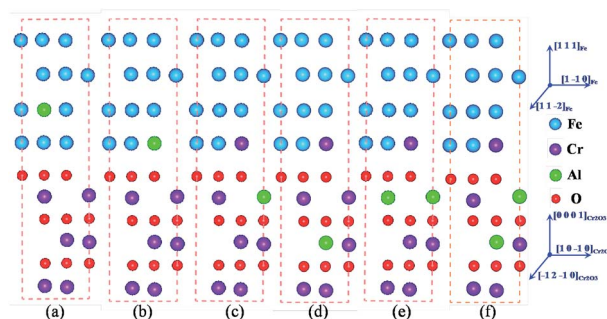 [1 1 1]Fe
[1 -1 0]Fe
[1 1 -2]Fe
Fe
Cr
Al
O
[0 0 0 1]Cr2O3
[1 0 -1 0]Cr2O
[-1 2 -1 0]Cr2O3
(a) (b) (c) (d) (e) (f)